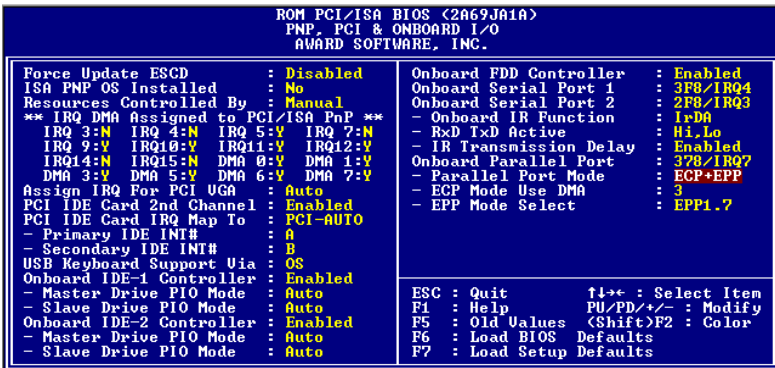 ROM PCI/ISA BIOS (2A69JA1A)
PNP, PCI & ONBOARD I/O
AWARD SOFTWARE, INC.
Force Update ESCD : Disabled
ISA PNP OS Installed : No
Resources Controlled By : Manual
** IRQ DMA Assigned to PCI/ISA PnP **
IRQ 3:N IRQ 4:N IRQ 5:Y IRQ 7:N
IRQ 9:Y IRQ10:Y IRQ11:Y IRQ12:Y
IRQ14:N IRQ15:N DMA 0:Y DMA 1:Y
DMA 3:Y DMA 5:Y DMA 6:Y DMA 7:Y
Assign IRQ For PCI VGA : Auto
PCI IDE Card 2nd Channel : Enabled
PCI IDE Card IRQ Map To : PCI-AUTO
- Primary IDE INT# : A
- Secondary IDE INT# : B
USB Keyboard Support Via : OS
Onboard IDE-1 Controller : Enabled
- Master Drive PIO Mode : Auto
- Slave Drive PIO Mode : Auto
Onboard IDE-2 Controller : Enabled
- Master Drive PIO Mode : Auto
- Slave Drive PIO Mode : Auto
Onboard FDD Controller : Enabled
Onboard Serial Port 1 : 3F8/IRQ4
Onboard Serial Port 2 : 2F8/IRQ3
- Onboard IR Function : IrDA
- RxD TxD Active : Hi,Lo
- IR Transmission Delay : Enabled
Onboard Parallel Port : 378/IRQ7
- Parallel Port Mode : ECP+EPP
- ECP Mode Use DMA : 3
- EPP Mode Select : EPP1.7
ESC : Quit ↑↓→← : Select Item
F1 : Help PU/PD/+/- : Modify
F5 : Old Values (Shift)F2 : Color
F6 : Load BIOS Defaults
F7 : Load Setup Defaults